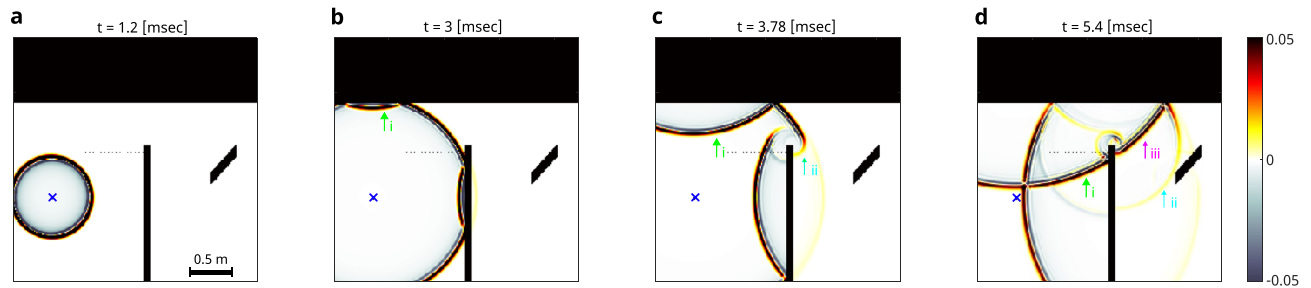 a
t = 1.2 [msec]
0.5 m
b
t = 3 [msec]
i
c
t = 3.78 [msec]
i
ii
d
t = 5.4 [msec]
iii
i
ii
0.05
0
-0.05